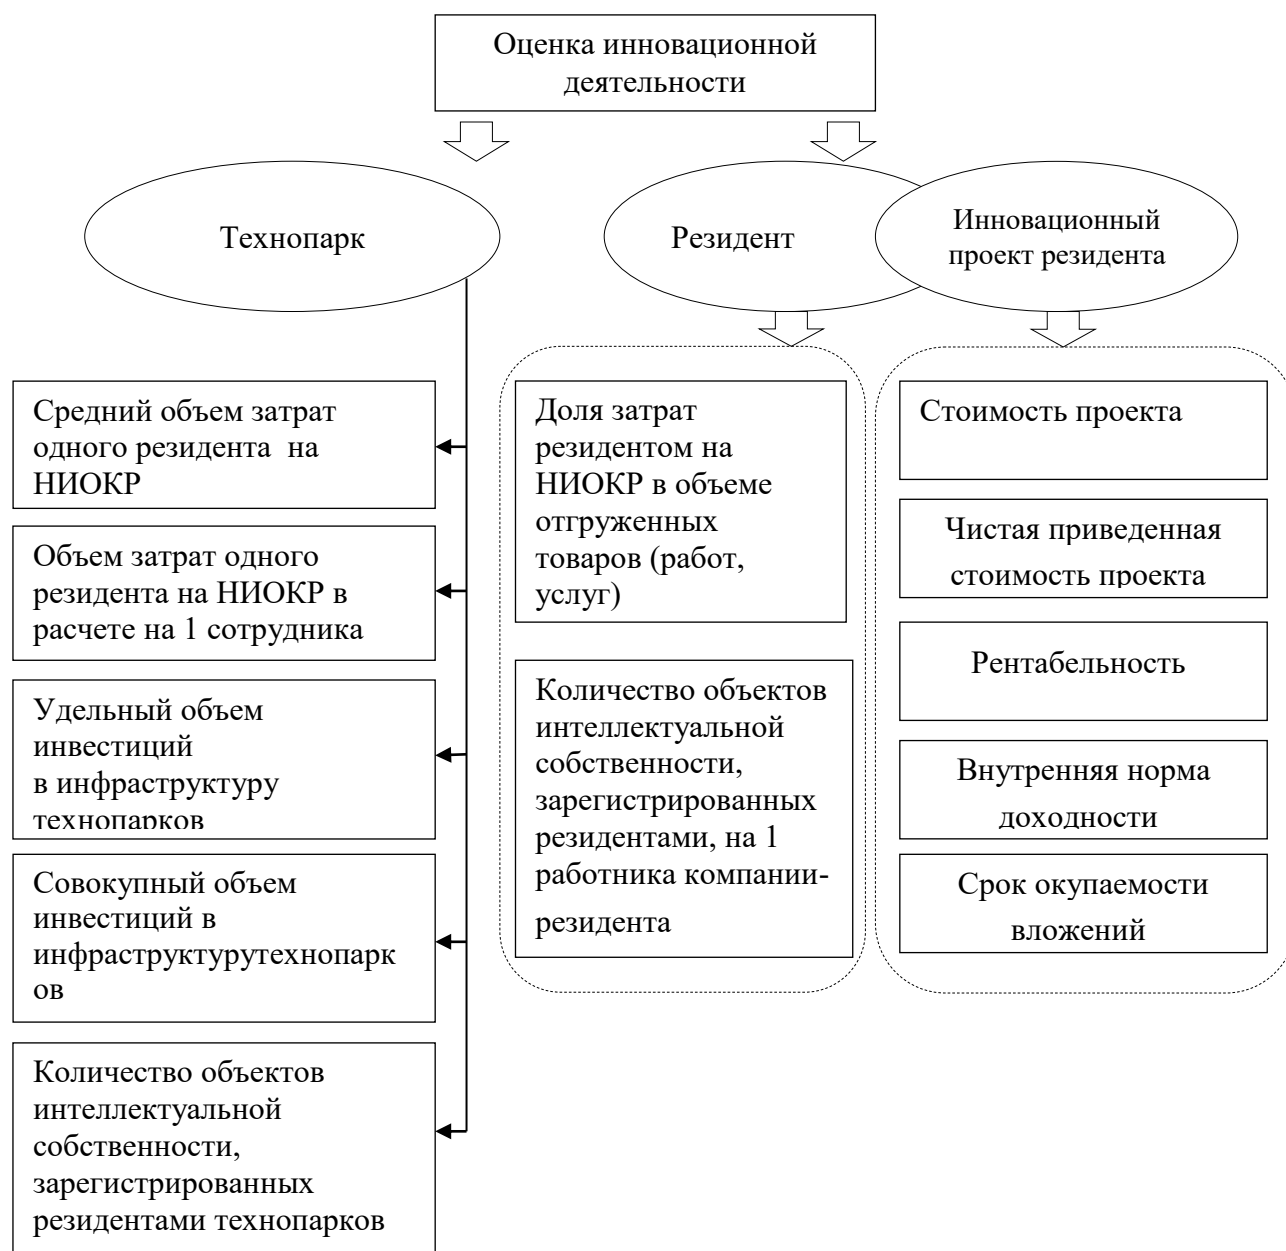 Оценка инновационной
деятельности
Технопарк
Резидент
Инновационный
проект резидента
Средний объем затрат
одного резидента на
НИОКР
Объем затрат одного
резидента на НИОКР в
расчете на 1 сотрудника
Удельный объем
инвестиций
в инфраструктуру
технопарков
Совокупный объем
инвестиций в
инфраструктурутехнопарк
ов
Количество объектов
интеллектуальной
собственности,
зарегистрированных
резидентами технопарков
Доля затрат
резидентом на
НИОКР в объеме
отгруженных
товаров (работ,
услуг)
Количество объектов
интеллектуальной
собственности,
зарегистрированных
резидентами, на 1
работника компании-
резидента
Стоимость проекта
Чистая приведенная
стоимость проекта
Рентабельность
Внутренняя норма
доходности
Срок окупаемости
вложений